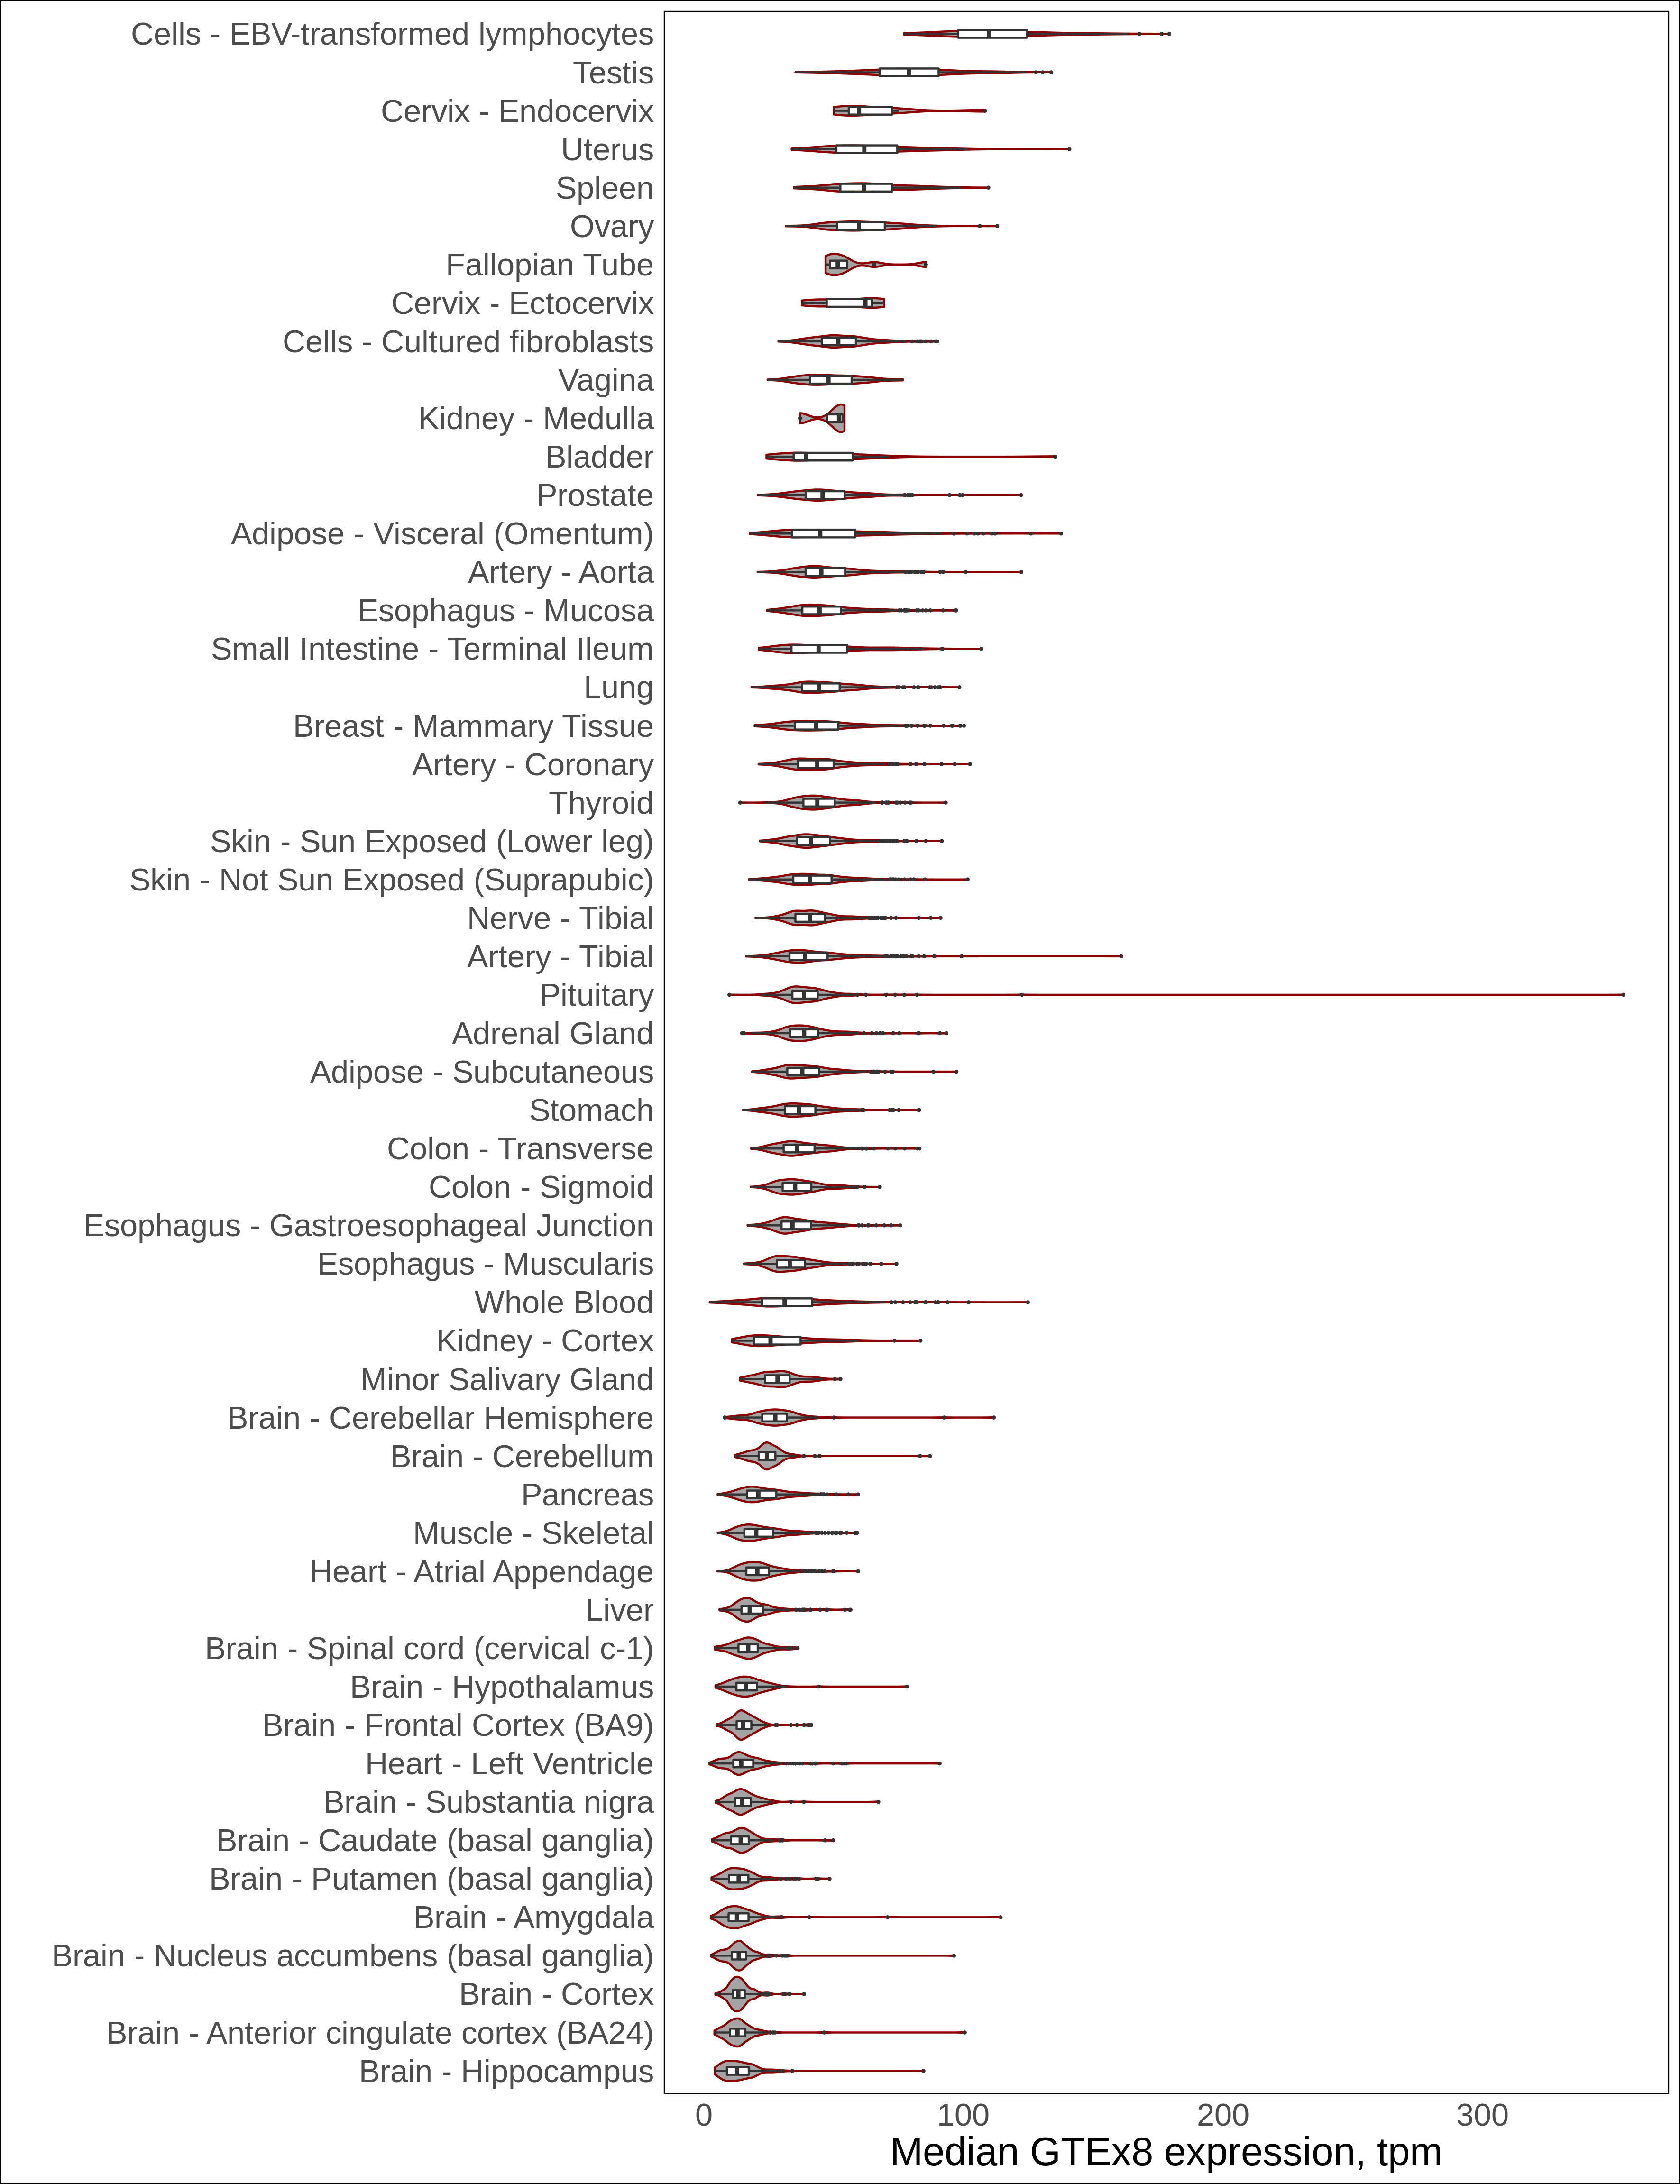 Cells - EBV-transformed lymphocytes
Testis
Cervix - Endocervix
Uterus
Spleen
Ovary
Fallopian Tube
Cervix - Ectocervix
Cells - Cultured fibroblasts
Vagina
Kidney - Medulla
Bladder
Prostate
Adipose - Visceral (Omentum)
Artery - Aorta
Esophagus - Mucosa
Small Intestine - Terminal Ileum
Lung
Breast - Mammary Tissue
Artery - Coronary
Thyroid
Skin - Sun Exposed (Lower leg)
Skin - Not Sun Exposed (Suprapubic)
Nerve - Tibial
Artery - Tibial
Pituitary
Adrenal Gland
Adipose - Subcutaneous
Stomach
Colon - Transverse
Colon - Sigmoid
Esophagus - Gastroesophageal Junction
Esophagus - Muscularis
Whole Blood
Kidney - Cortex
Minor Salivary Gland
Brain - Cerebellar Hemisphere
Brain - Cerebellum
Pancreas
Muscle - Skeletal
Heart - Atrial Appendage
Liver
Brain - Spinal cord (cervical c-1)
Brain - Hypothalamus
Brain - Frontal Cortex (BA9)
Heart - Left Ventricle
Brain - Substantia nigra
Brain - Caudate (basal ganglia)
Brain - Putamen (basal ganglia)
Brain - Amygdala
Brain - Nucleus accumbens (basal ganglia)
Brain - Cortex
Brain - Anterior cingulate cortex (BA24)
Brain - Hippocampus
0 100 200 300
Median GTEx8 expression, tpm